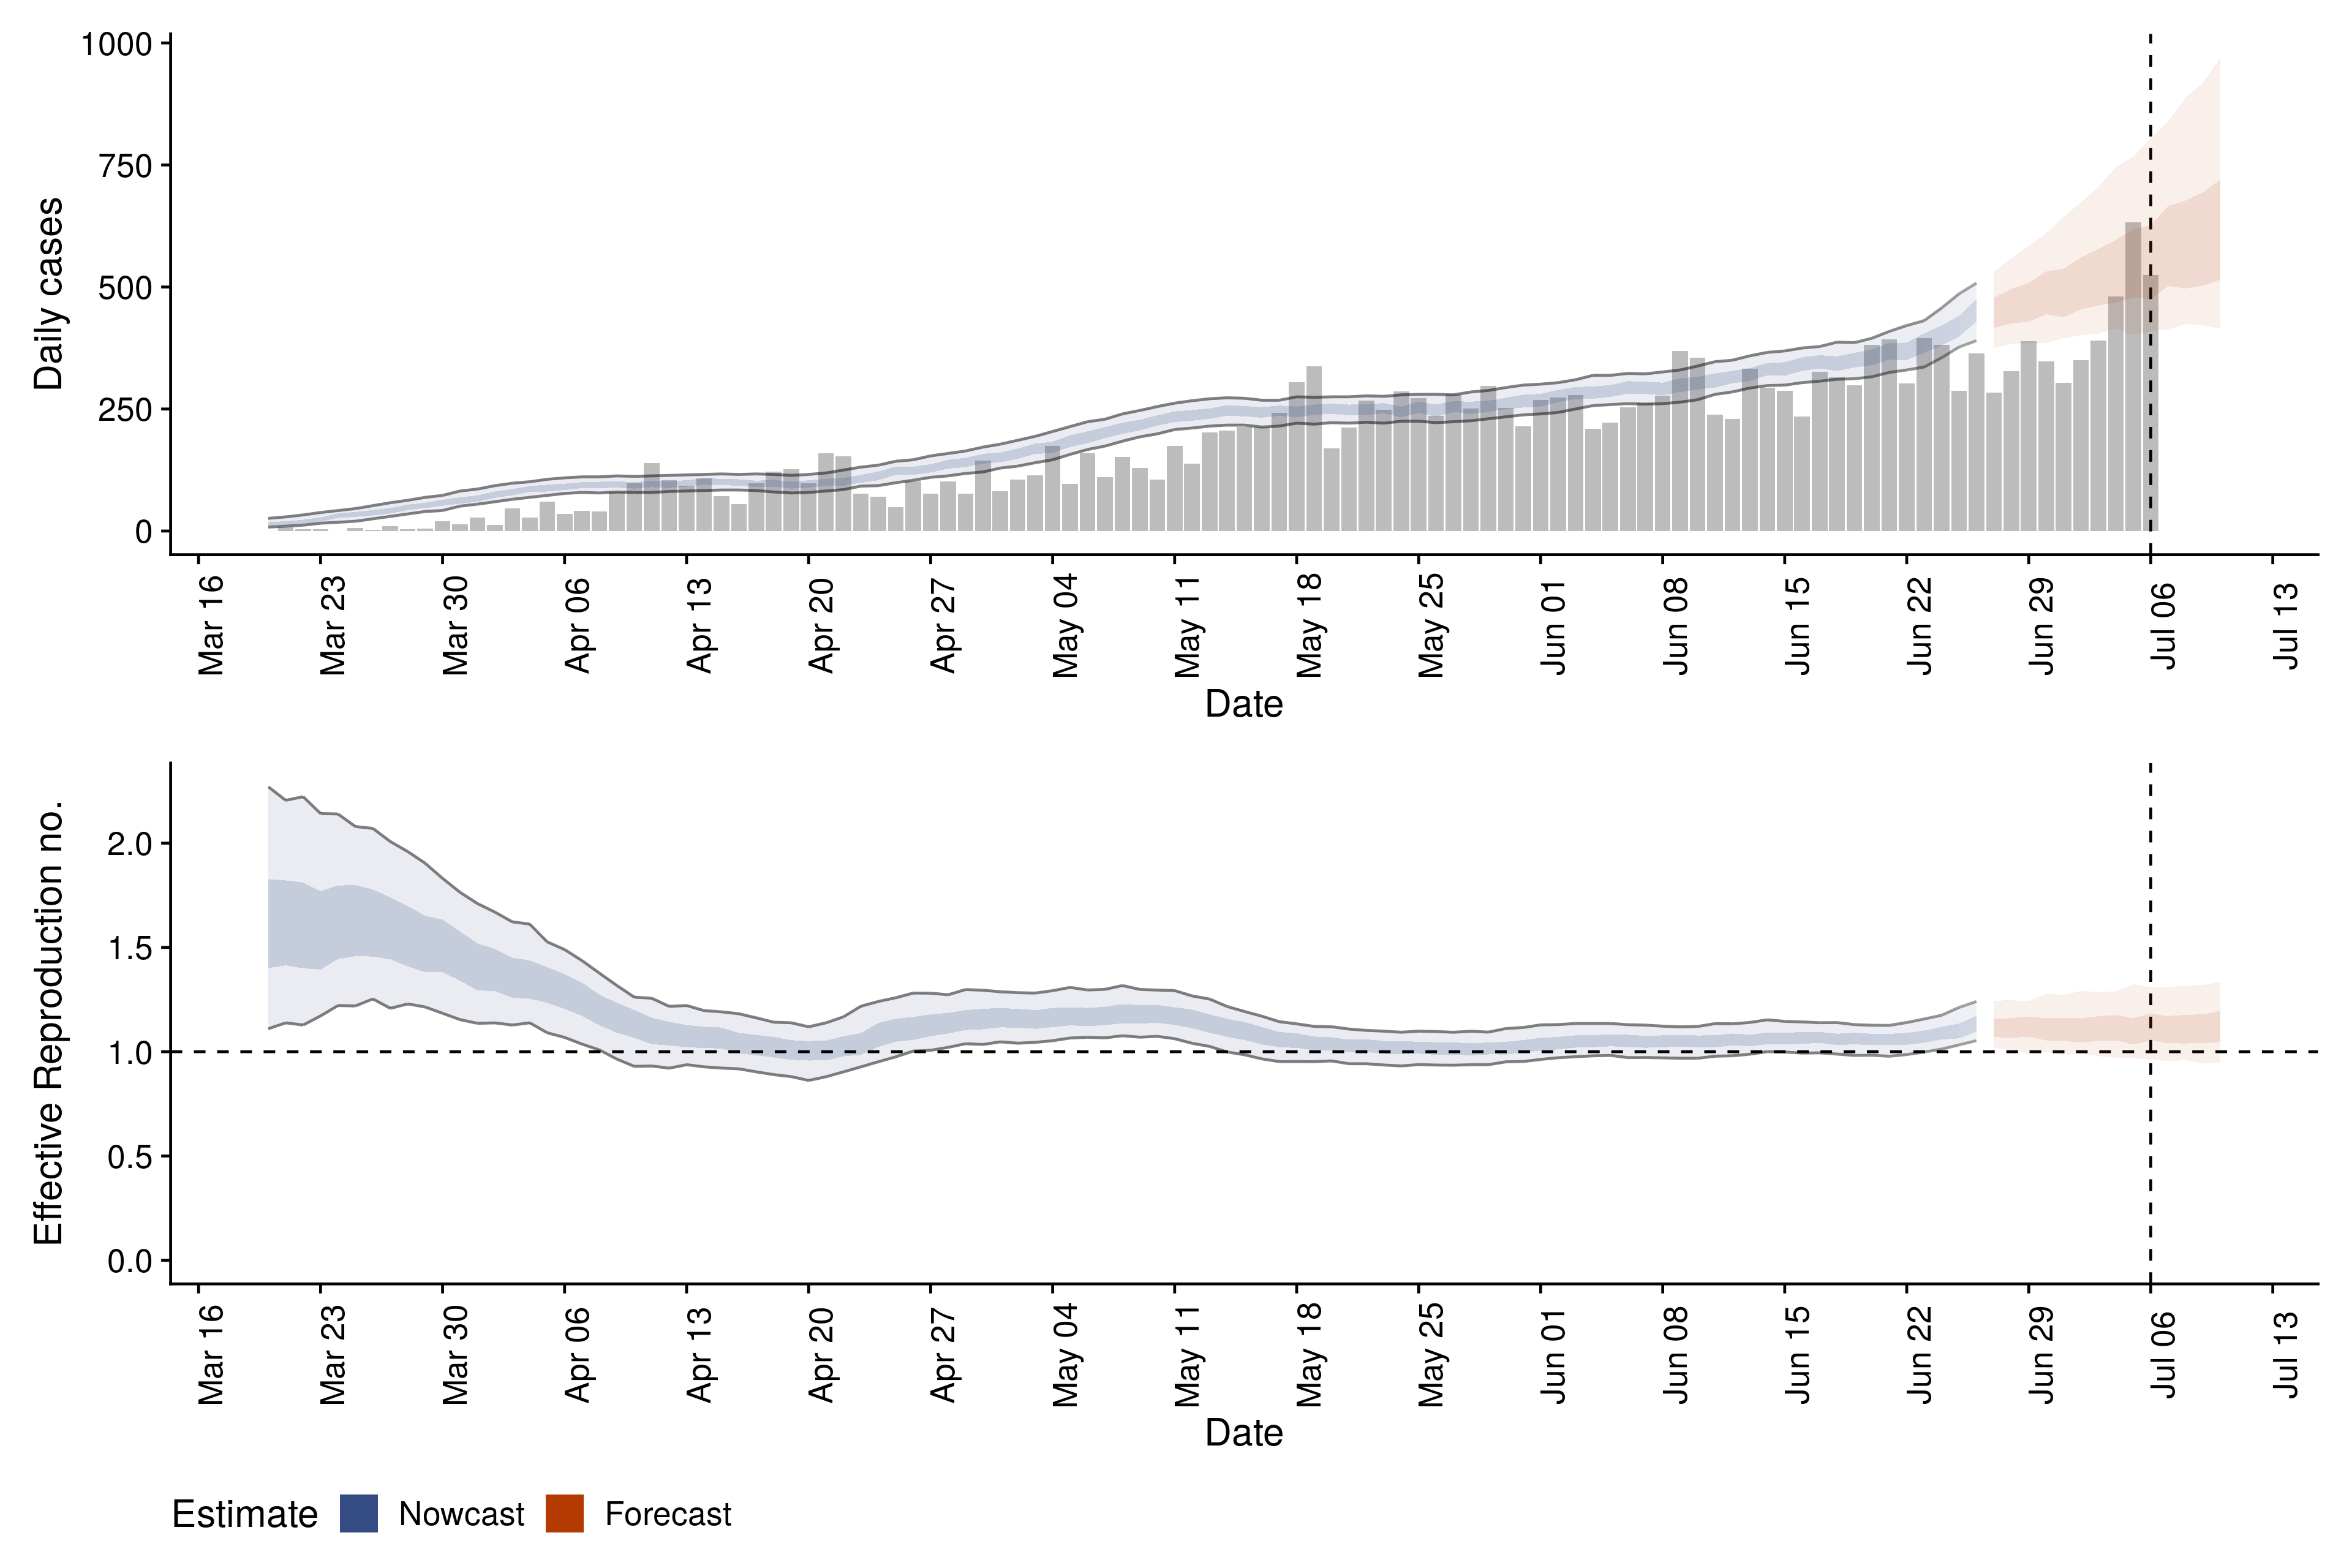 1000
750
500
250
0
Daily cases
Mar 16 Mar 23 Mar 30 Apr 06 Apr 13 Apr 20 Apr 27 May 04 May 11 May 18 May 25 Jun 01 Jun 08 Jun 15 Jun 22 Jun 29 Jul 06 Jul 13
Date
2.0
1.5
1.0
0.5
0.0
Effective Reproduction no.
Mar 16 Mar 23 Mar 30 Apr 06 Apr 13 Apr 20 Apr 27 May 04 May 11 May 18 May 25 Jun 01 Jun 08 Jun 15 Jun 22 Jun 29 Jul 06 Jul 13
Date
Estimate Nowcast Forecast